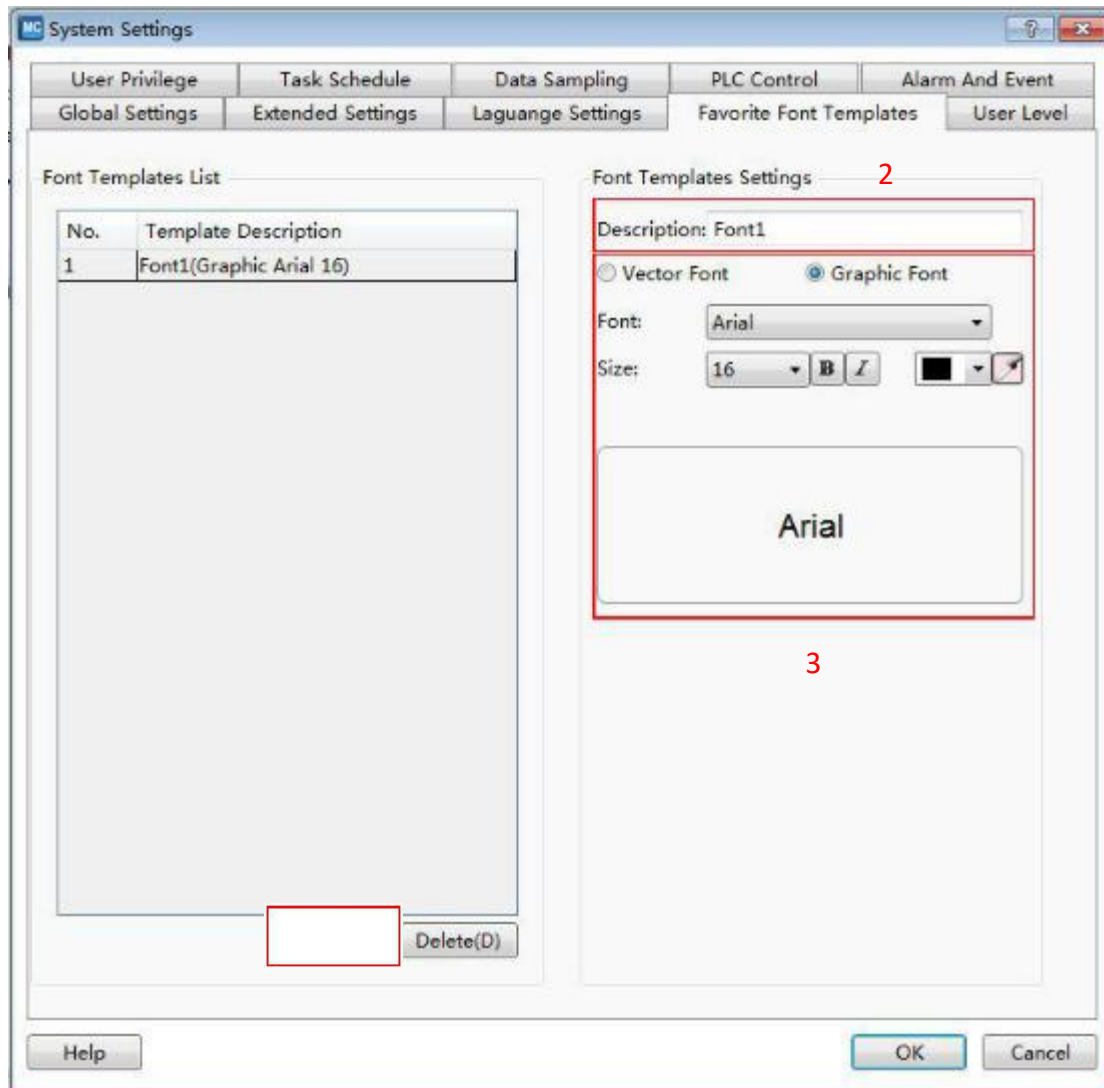 MC System Settings
User Privilege Task Schedule Data Sampling PLC Control Alarm And Event
Global Settings Extended Settings Laguange Settings Favorite Font Templates User Level
Font Templates List
No. Template Description
1 Font1(Graphic Arial 16)
Delete(D)
Font Templates Settings 2
Description: Font1
Vector Font Graphic Font
Font: Arial
Size: 16 B I
Arial
3
Help OK Cancel